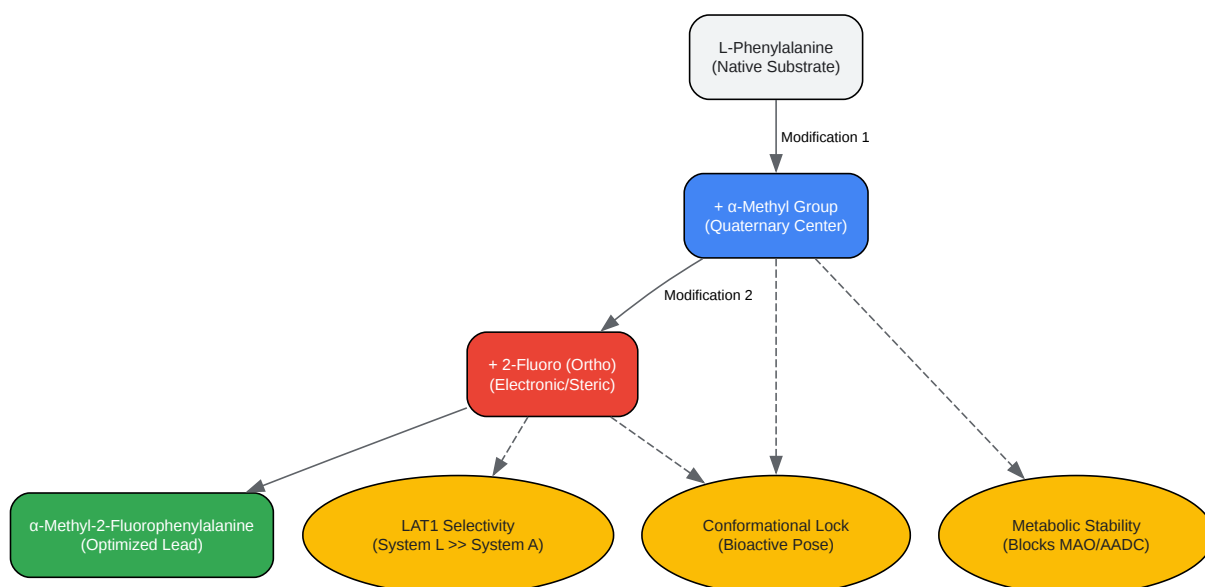 L-Phenylalanine
(Native Substrate)
Modification 1
+ α-Methyl Group
(Quaternary Center)
Modification 2
+ 2-Fluoro (Ortho)
(Electronic/Steric)
α-Methyl-2-Fluorophenylalanine
(Optimized Lead)
LAT1 Selectivity
(System L >> System A)
Conformational Lock
(Bioactive Pose)
Metabolic Stability
(Blocks MAO/AADC)